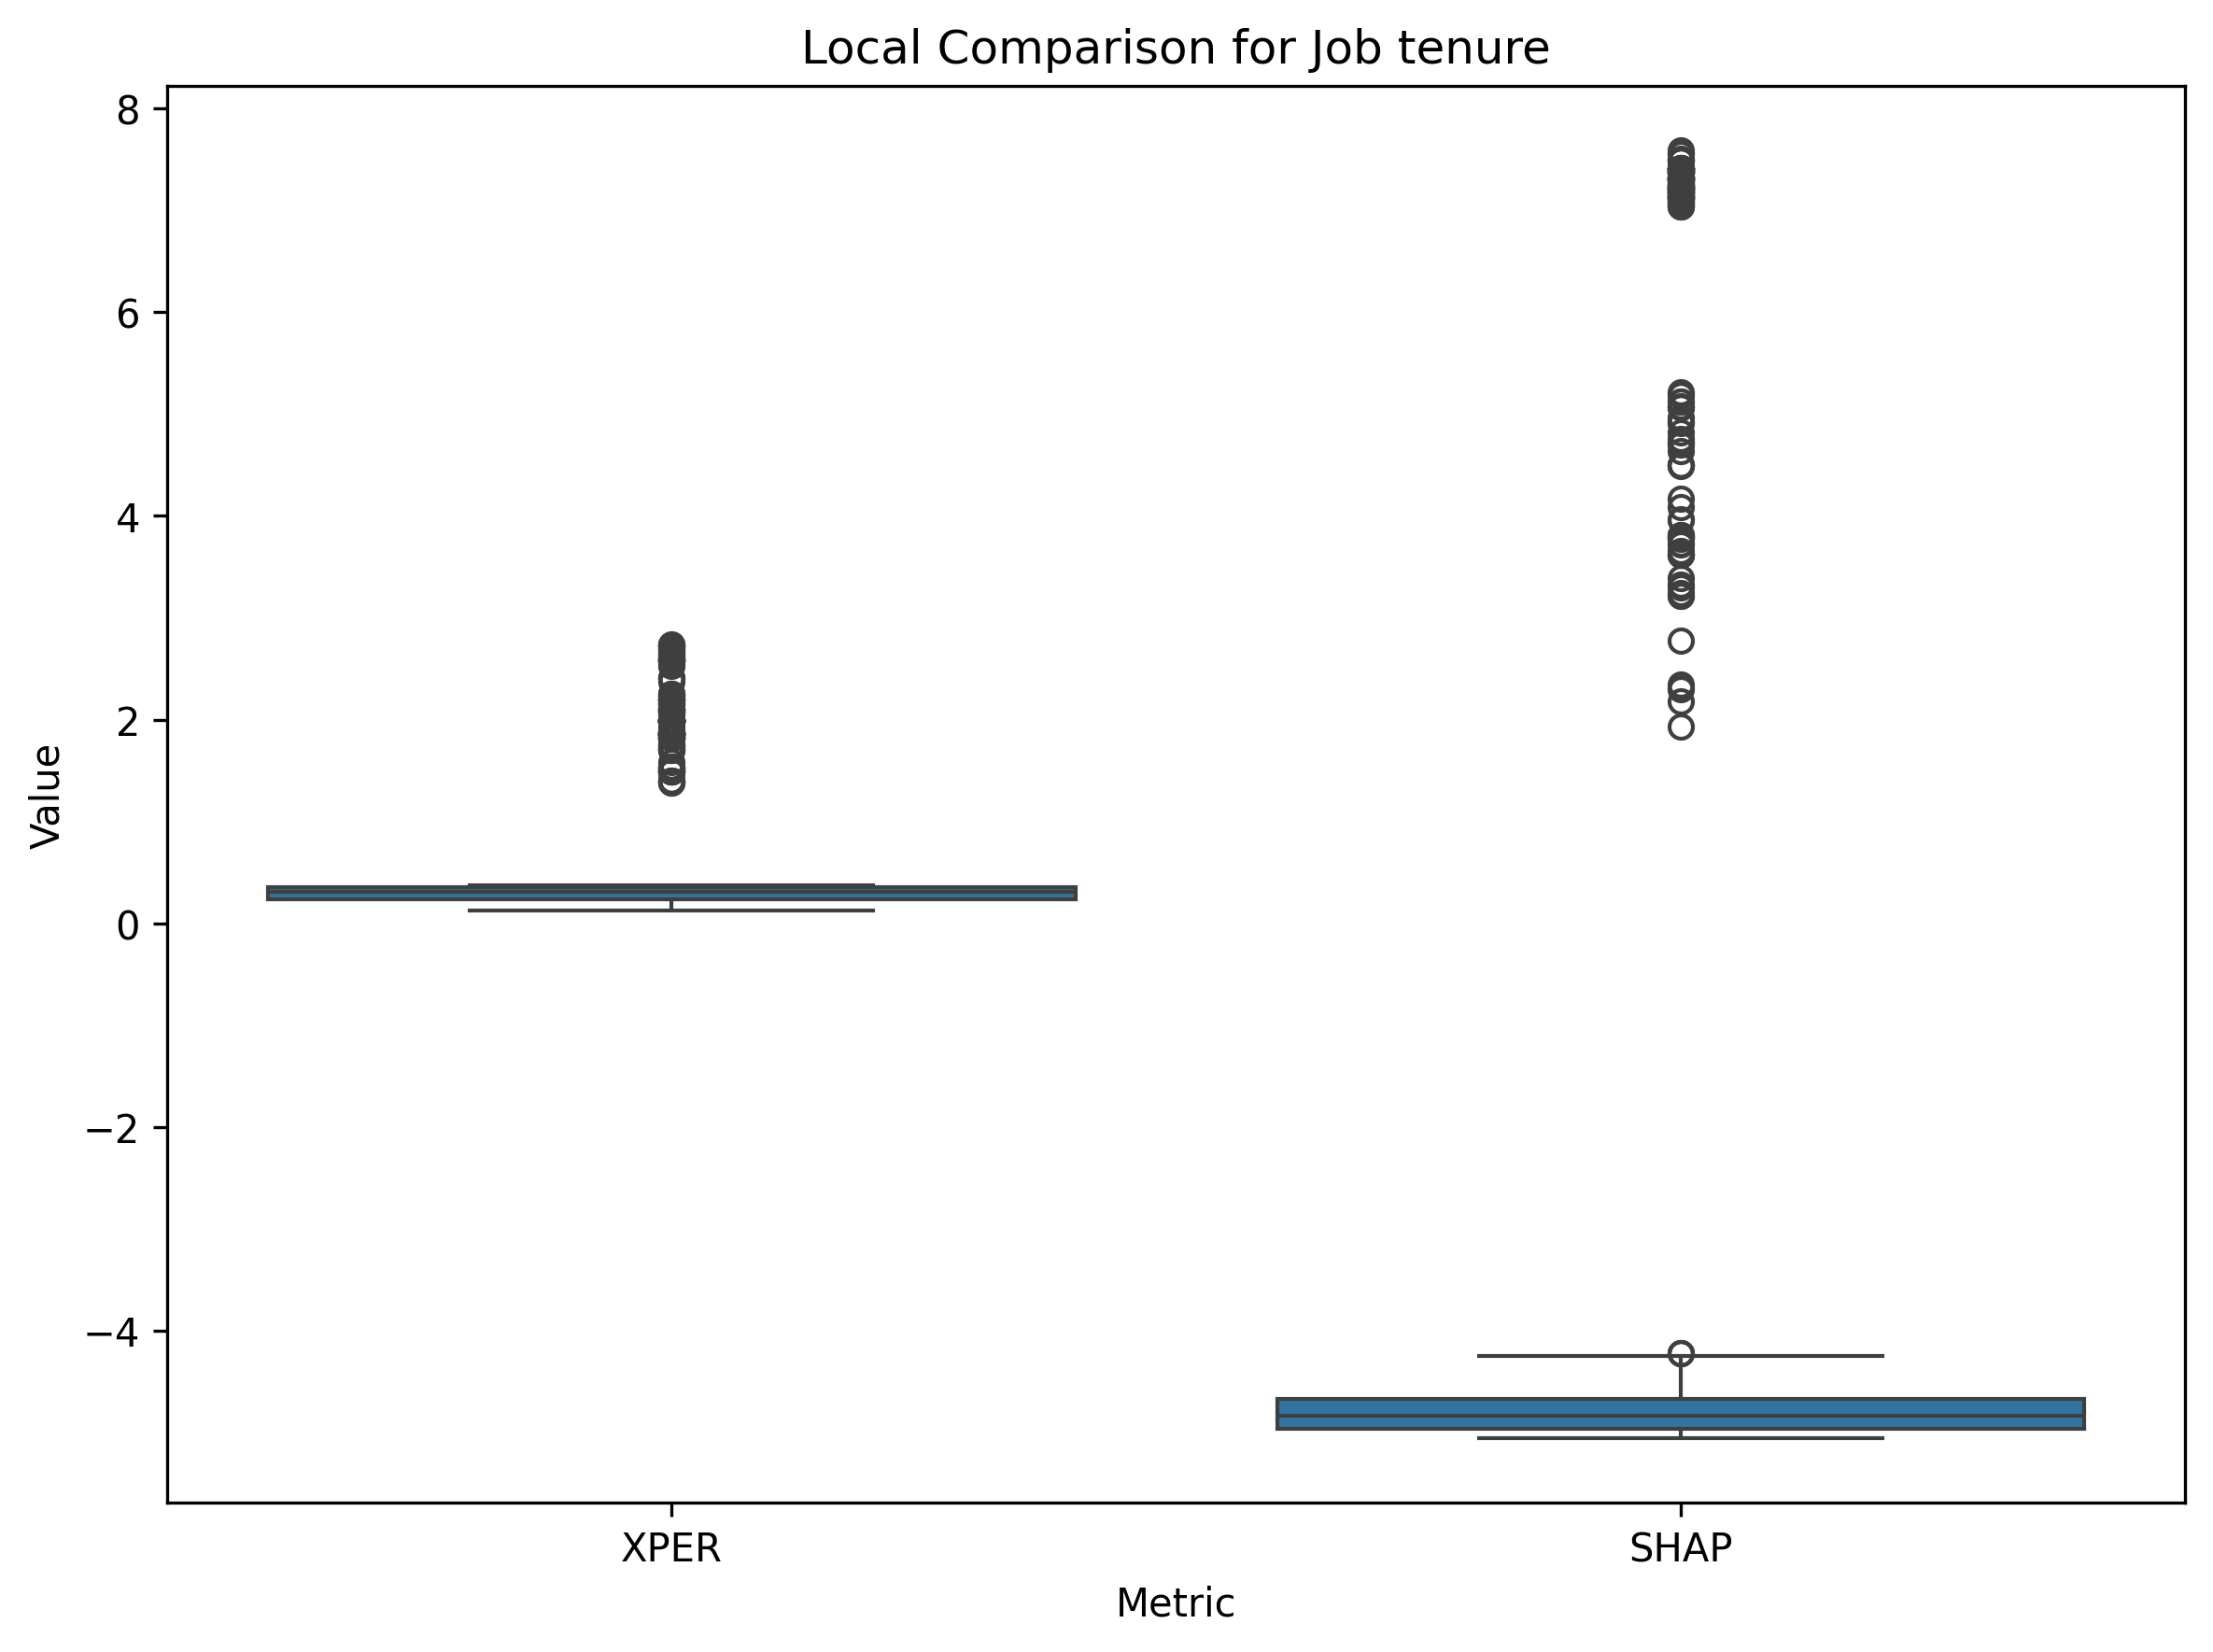 Local Comparison for Job tenure
8
6
4
2
0
−2
−4
Value
XPER
SHAP
Metric